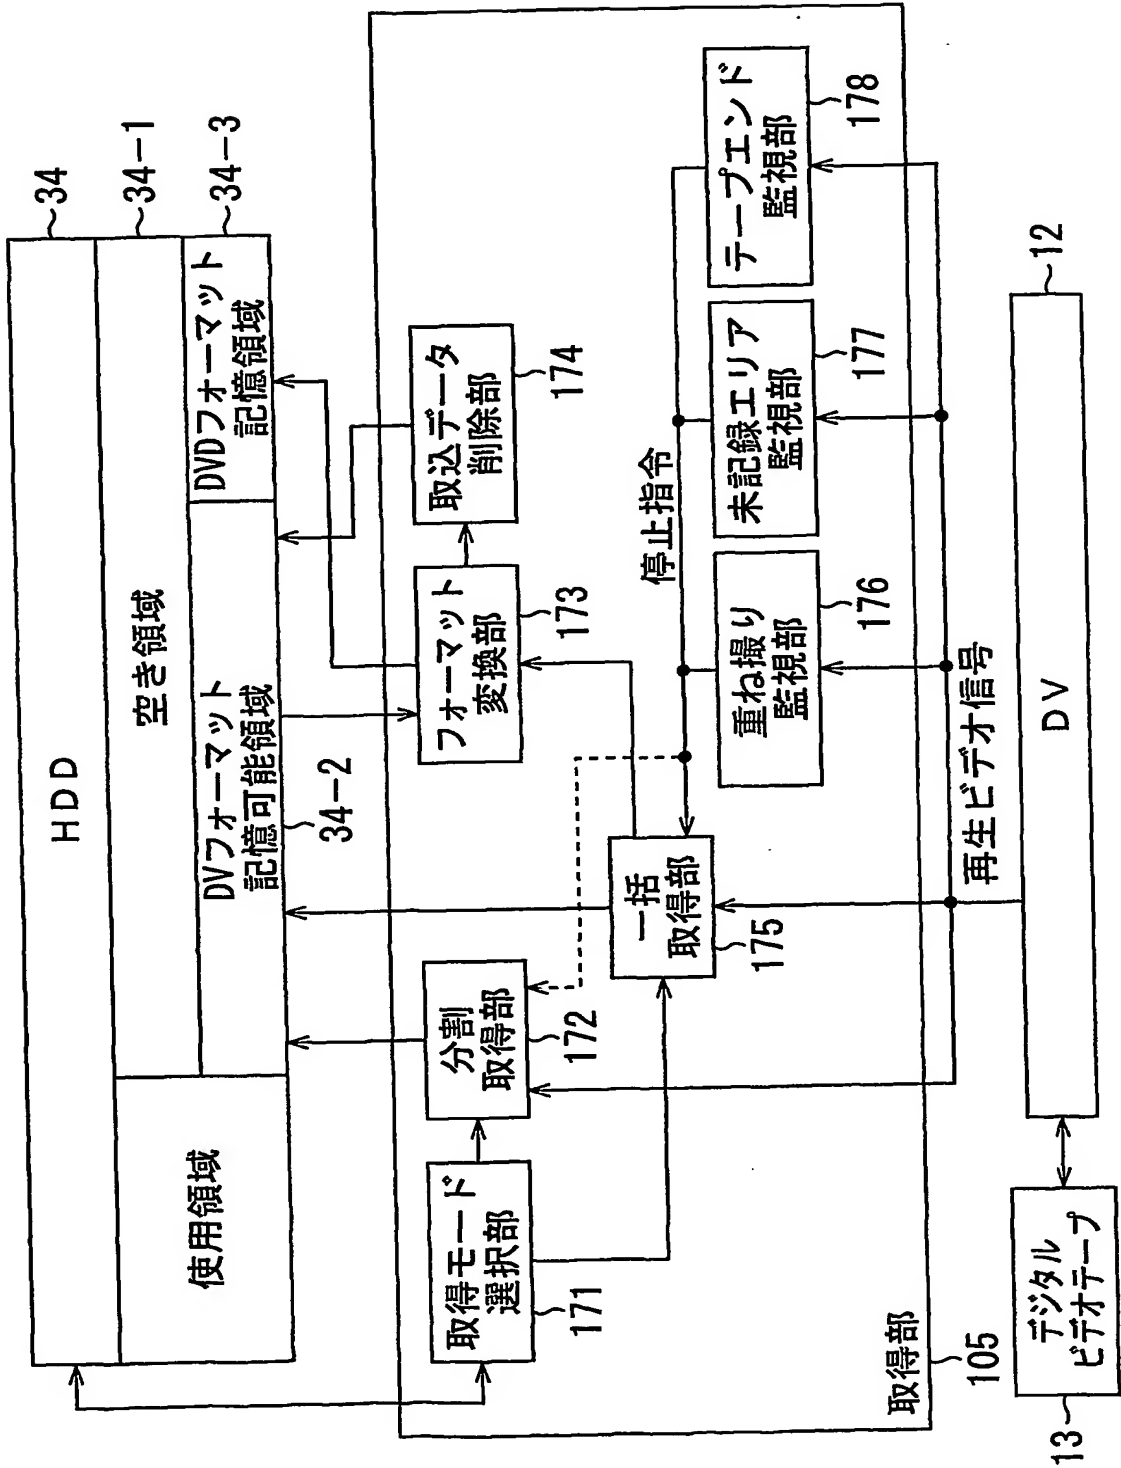 HDD
34
空き領域
34-1
使用領域
DVフォーマット
記憶可能領域
34-2
DVDフォーマット
記憶領域
34-3
取得モード
選択部
171
分割
取得部
172
フォーマット
変換部
173
取込データ
削除部
174
一括
取得部
175
停止指令
重ね撮り
監視部
176
未記録エリア
監視部
177
テープエンド
監視部
178
取得部
105
再生ビデオ信号
DV
12
デジタル
ビデオテープ
13